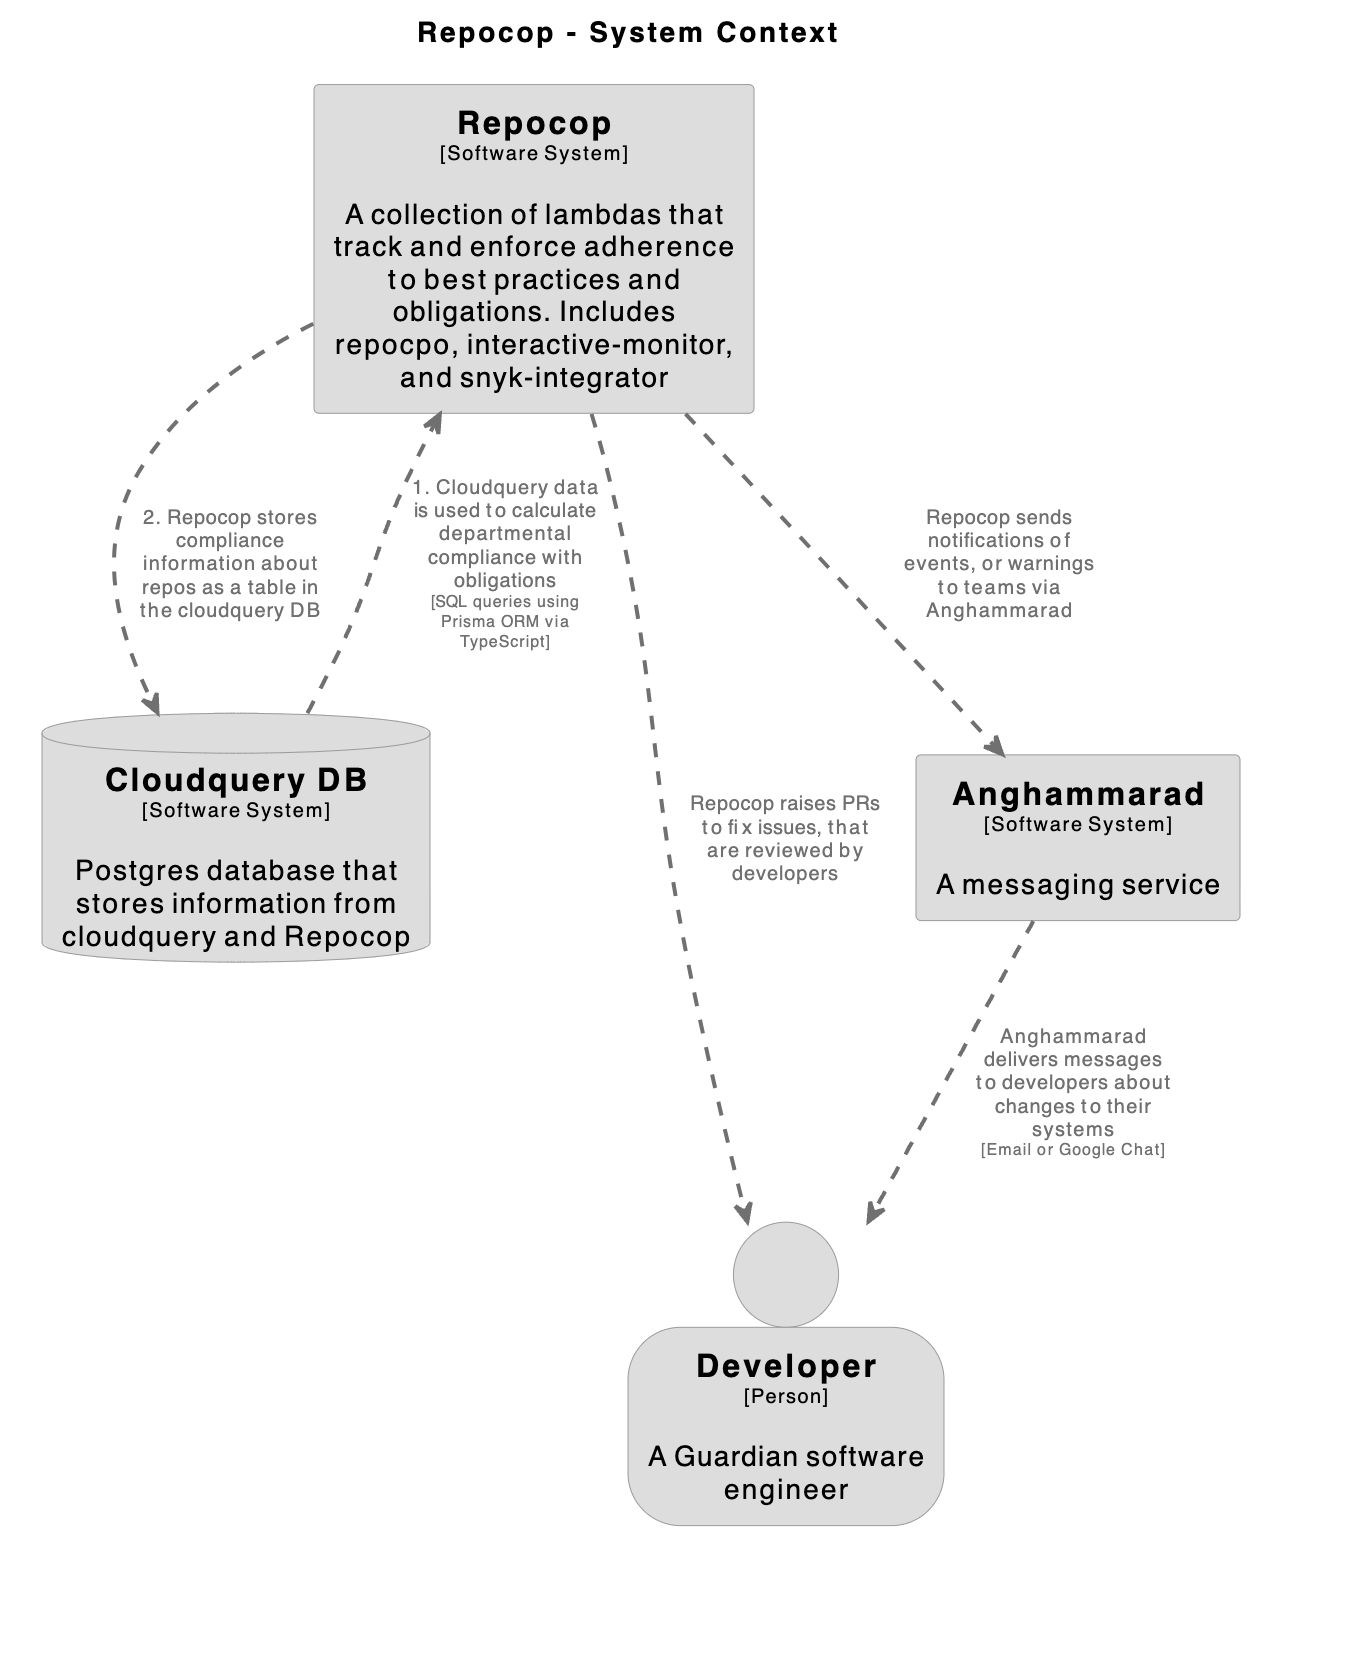 Repocop - System Context
Repocop
[Software System]
A collection of lambdas that
track and enforce adherence
to best practices and
obligations. Includes
repocpo, interactive-monitor,
and snyk-integrator
1. Cloudquery data
is used to calculate
departmental
compliance with
obligations
[SQL queries using
Prisma ORM via
TypeScript]
2. Repocop stores
compliance
information about
repos as a table in
the cloudquery DB
Repocop sends
notifications of
events, or warnings
to teams via
Anghammarad
Cloudquery DB
[Software System]
Postgres database that
stores information from
cloudquery and Repocop
Repocop raises PRs
to fix issues, that
are reviewed by
developers
Anghammarad
[Software System]
A messaging service
Anghammarad
delivers messages
to developers about
changes to their
systems
[Email or Google Chat]
Developer
[Person]
A Guardian software
engineer